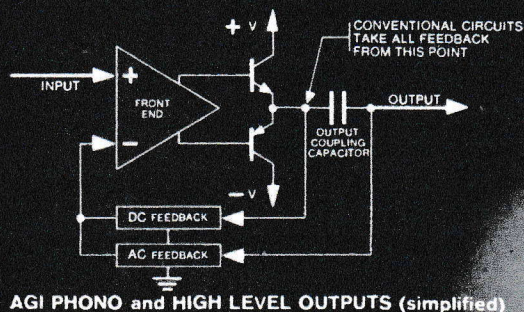 + V
CONVENTIONAL CIRCUITS
TAKE ALL FEEDBACK
FROM THIS POINT
+
INPUT
FRONT
END
OUTPUT
OUTPUT
COUPLING
CAPACITOR
−
− V
DC FEEDBACK
AC FEEDBACK
AGI PHONO and HIGH LEVEL OUTPUTS (simplified)